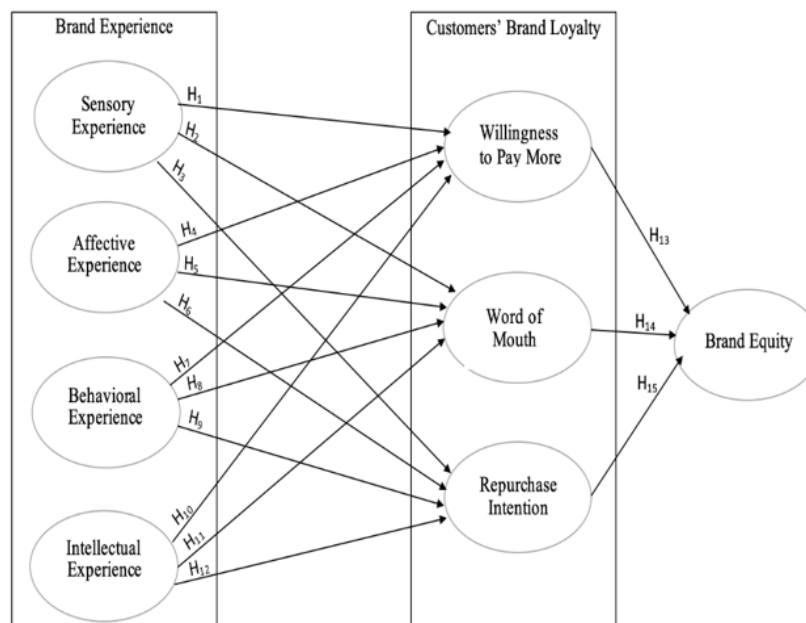 Brand Experience
Customers' Brand Loyalty
Sensory
Experience
Affective
Experience
Behavioral
Experience
Intellectual
Experience
H1
H2
H3
H4
H5
H6
H7
H8
H9
H10
H11
H12
Willingness
to Pay More
Word of
Mouth
Repurchase
Intention
H13
H14
H15
Brand Equity